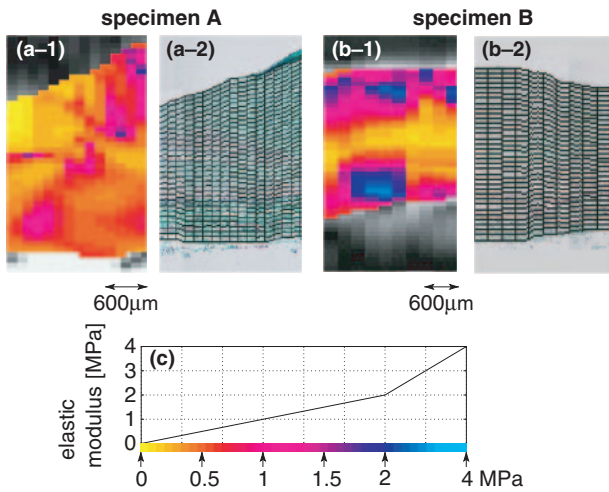 specimen A
specimen B
(a–1)
(a–2)
(b–1)
(b–2)
600μm
600μm
(c)
elastic
modulus [MPa]
4
3
2
1
0
0 0.5 1 1.5 2 4 MPa